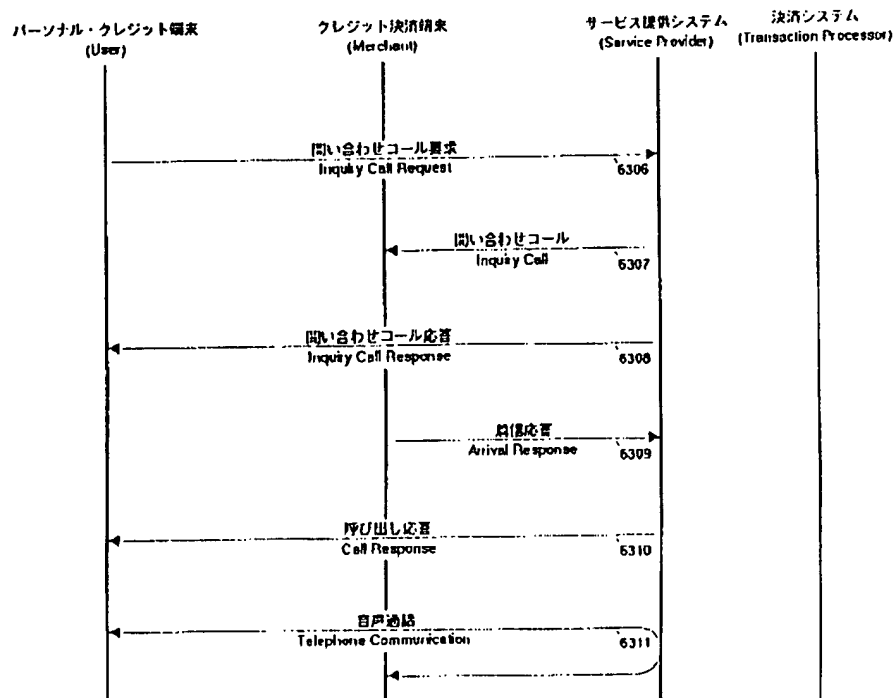 パーソナル・クレジット端末
(User)
クレジット決済端末
(Merchant)
サービス提供システム
(Service Provider)
決済システム
(Transaction Processor)
問い合わせコール要求
Inquiry Call Request
6306
問い合わせコール
Inquiry Call
6307
問い合わせコール応答
Inquiry Call Response
6308
着信応答
Arrival Response
6309
呼び出し応答
Call Response
6310
音声通話
Telephone Communication
6311